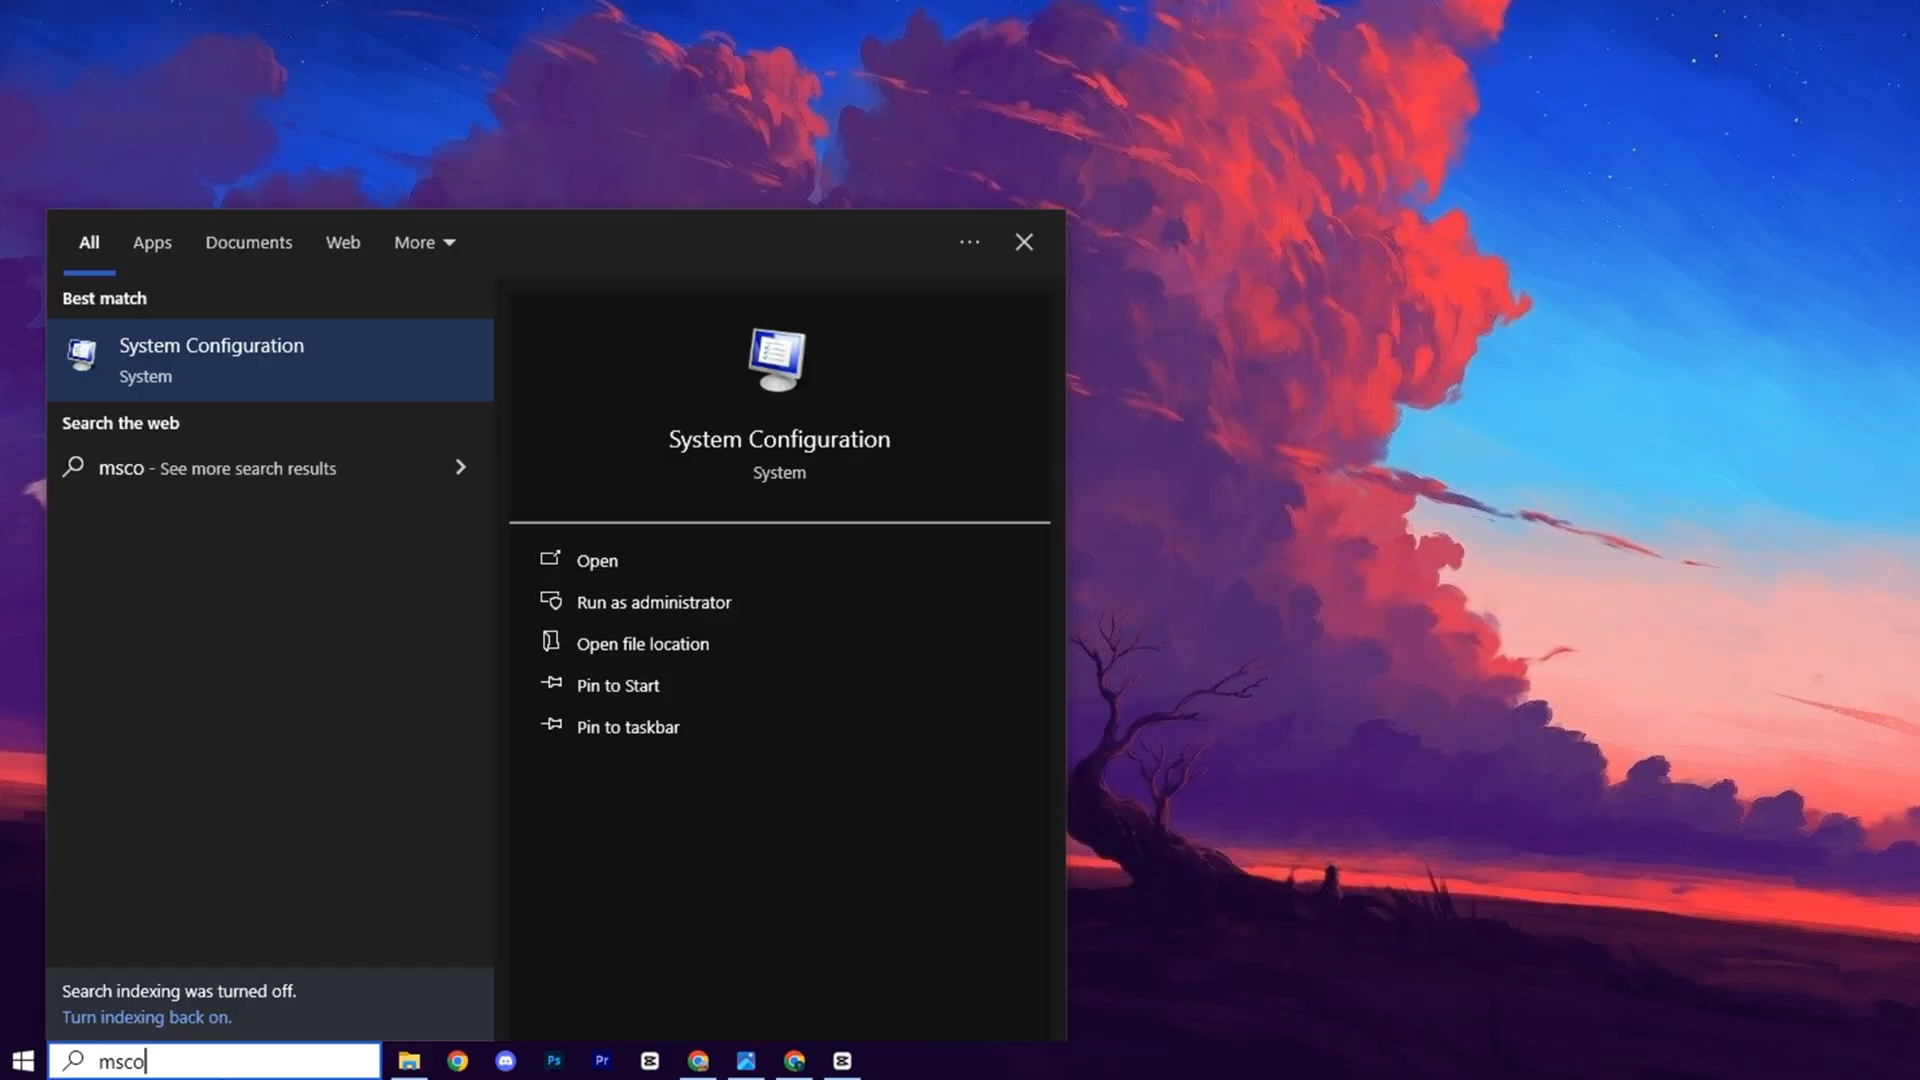 All Apps Documents Web More
Best match
System Configuration
System
Search the web
msco - See more search results
System Configuration
System
Open
Run as administrator
Open file location
Pin to Start
Pin to taskbar
Search indexing was turned off.
Turn indexing back on.
msco
Ps
Pr